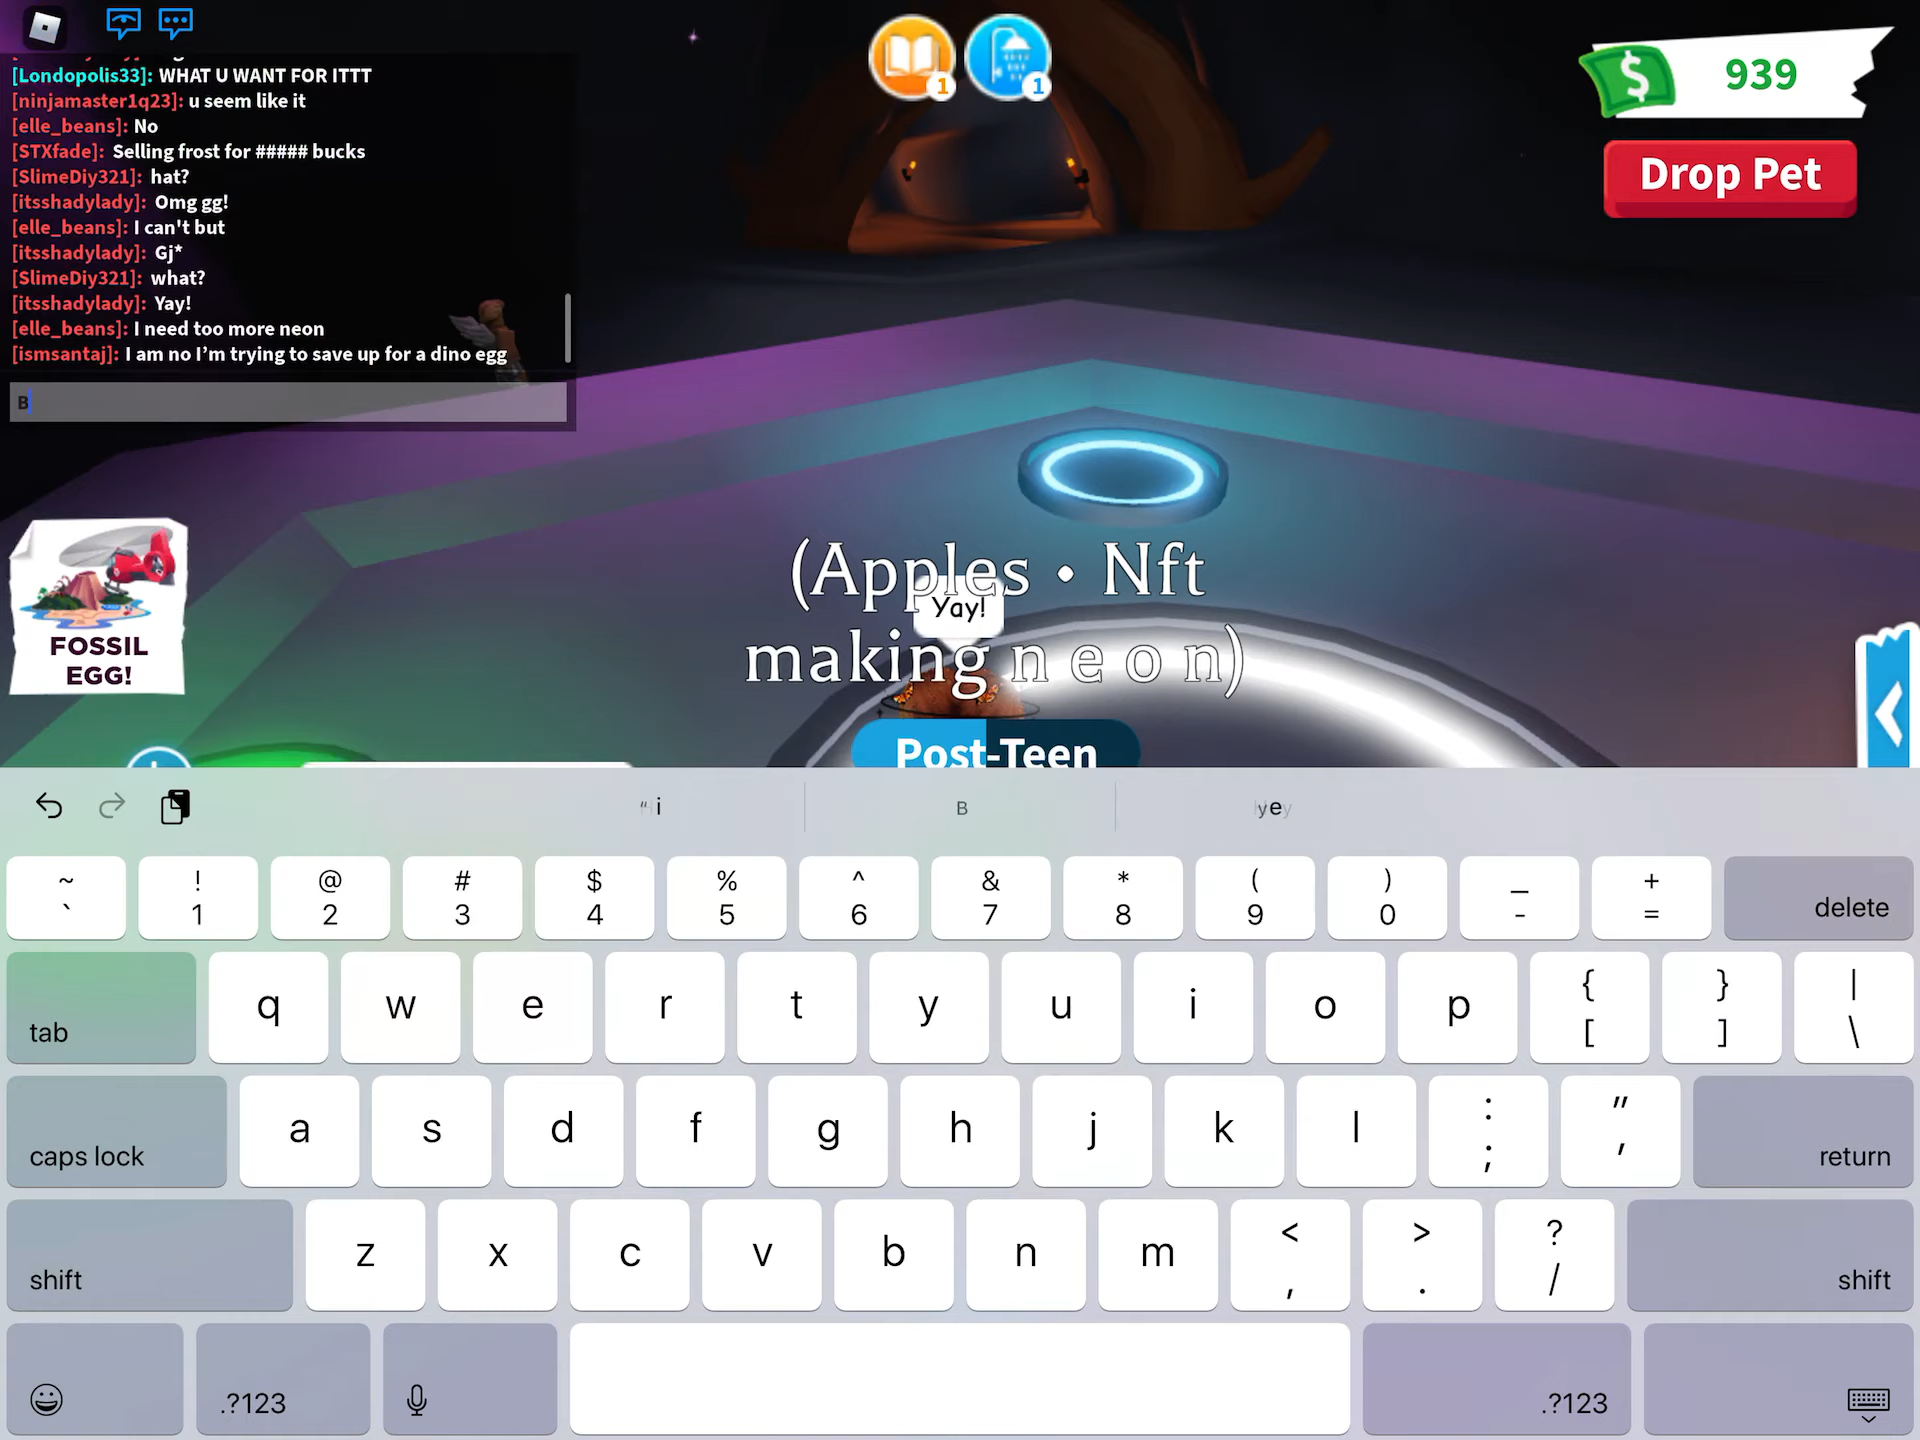 [Londopolis33]: WHAT U WANT FOR ITTT
[ninjamaster1q23]: u seem like it
[elle_beans]: No
[STXfade]: Selling frost for ##### bucks
[SlimeDiy321]: hat?
[itsshadylady]: Omg gg!
[elle_beans]: I can't but
[itsshadylady]: Gj*
[SlimeDiy321]: what?
[itsshadylady]: Yay!
[elle_beans]: I need too more neon
[ismsantaj]: I am no I’m trying to save up for a dino egg
B
1
1
939
Drop Pet
FOSSIL
EGG!
(Apples • Nft
Yay!
making n e o n)
Post-Teen
B
~ ! @ # $ % ^ & * ( ) _ +
` 1 2 3 4 5 6 7 8 9 0 - = delete
tab q w e r t y u i o p { [ } ] | \
caps lock a s d f g h j k l : ; " ' return
shift z x c v b n m < , > . ? / shift
.?123 .?123